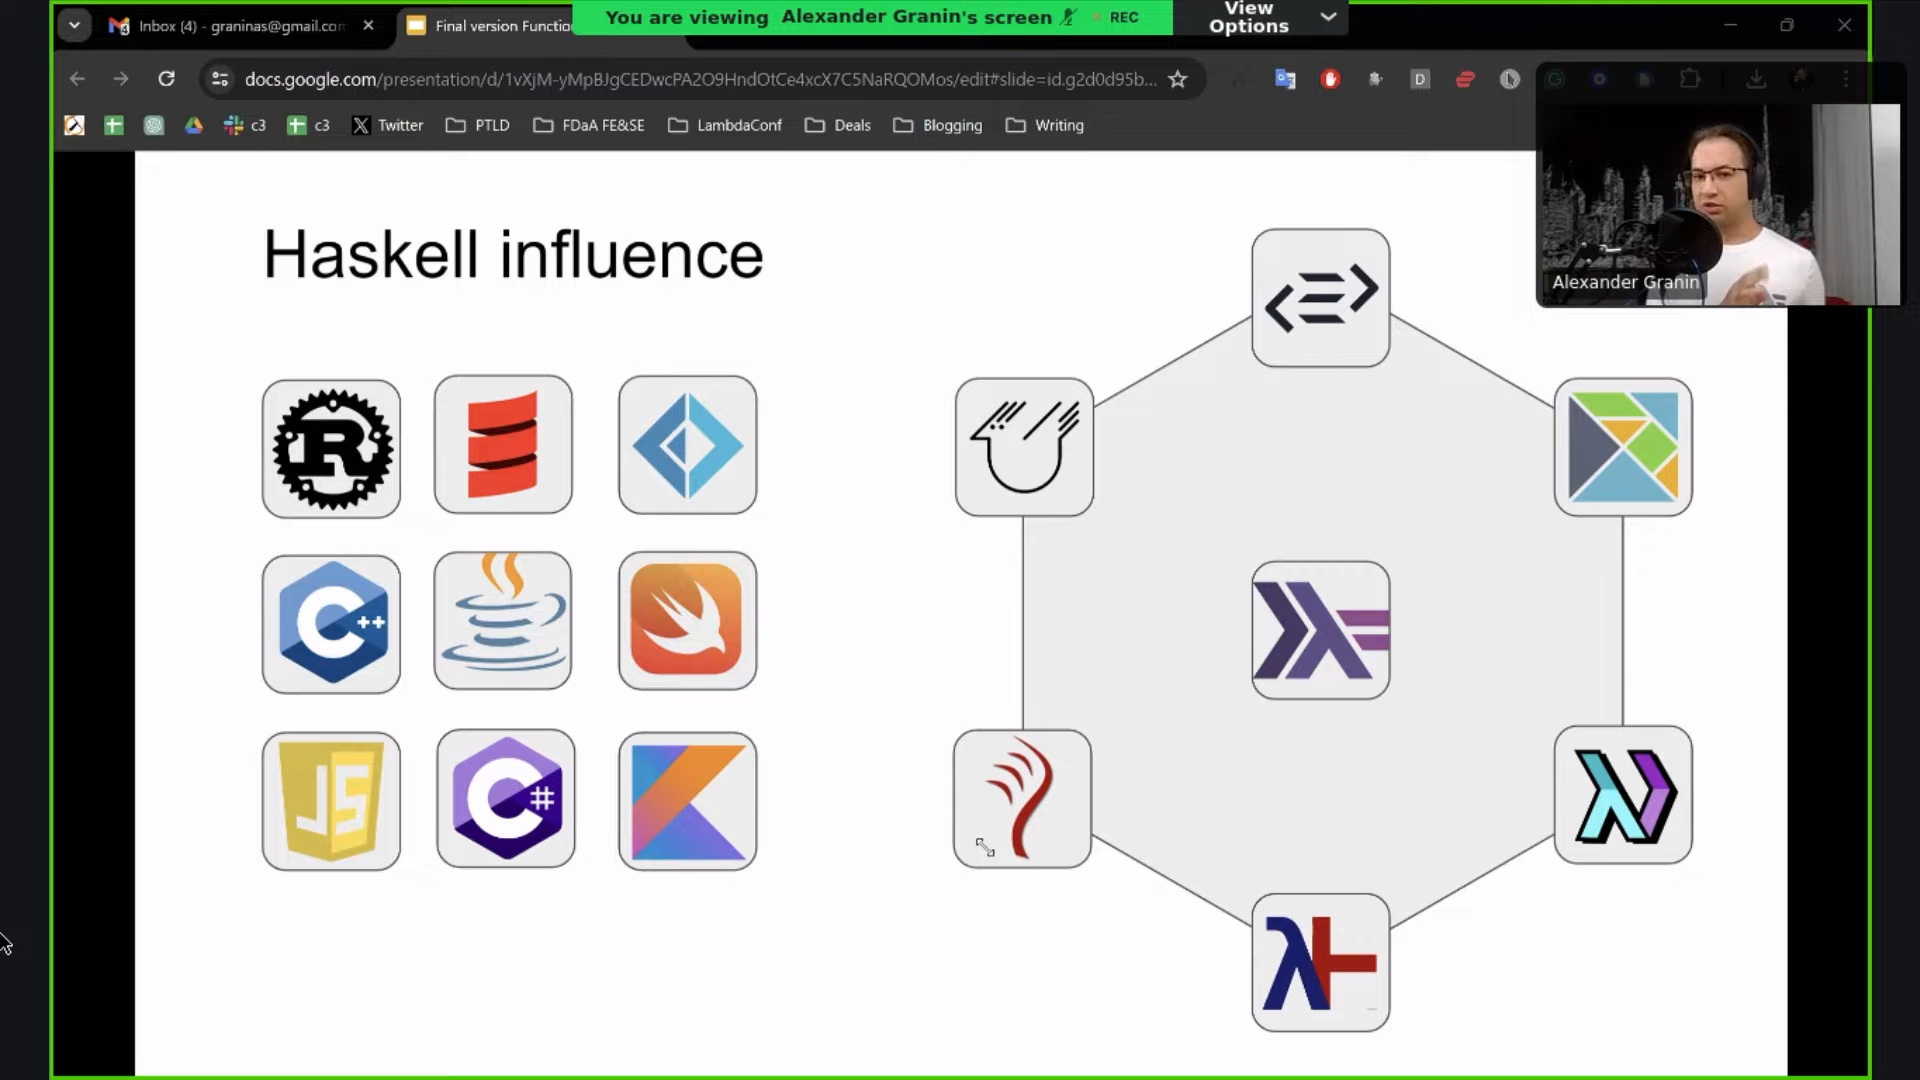 You are viewing Alexander Granin's screen
REC
View Options
Inbox (4) - graninas@gmail.con
Final version Functio
docs.google.com/presentation/d/1vXjM-yMpBJgCEDwcPA2O9HndOtCe4xcX7C5NaRQOMos/edit#slide=id.g2d0d95b...
D
c3
c3
Twitter
PTLD
FDaA FE&SE
LambdaConf
Deals
Blogging
Writing
Alexander Granin
Haskell influence
R
C++
JS
C#